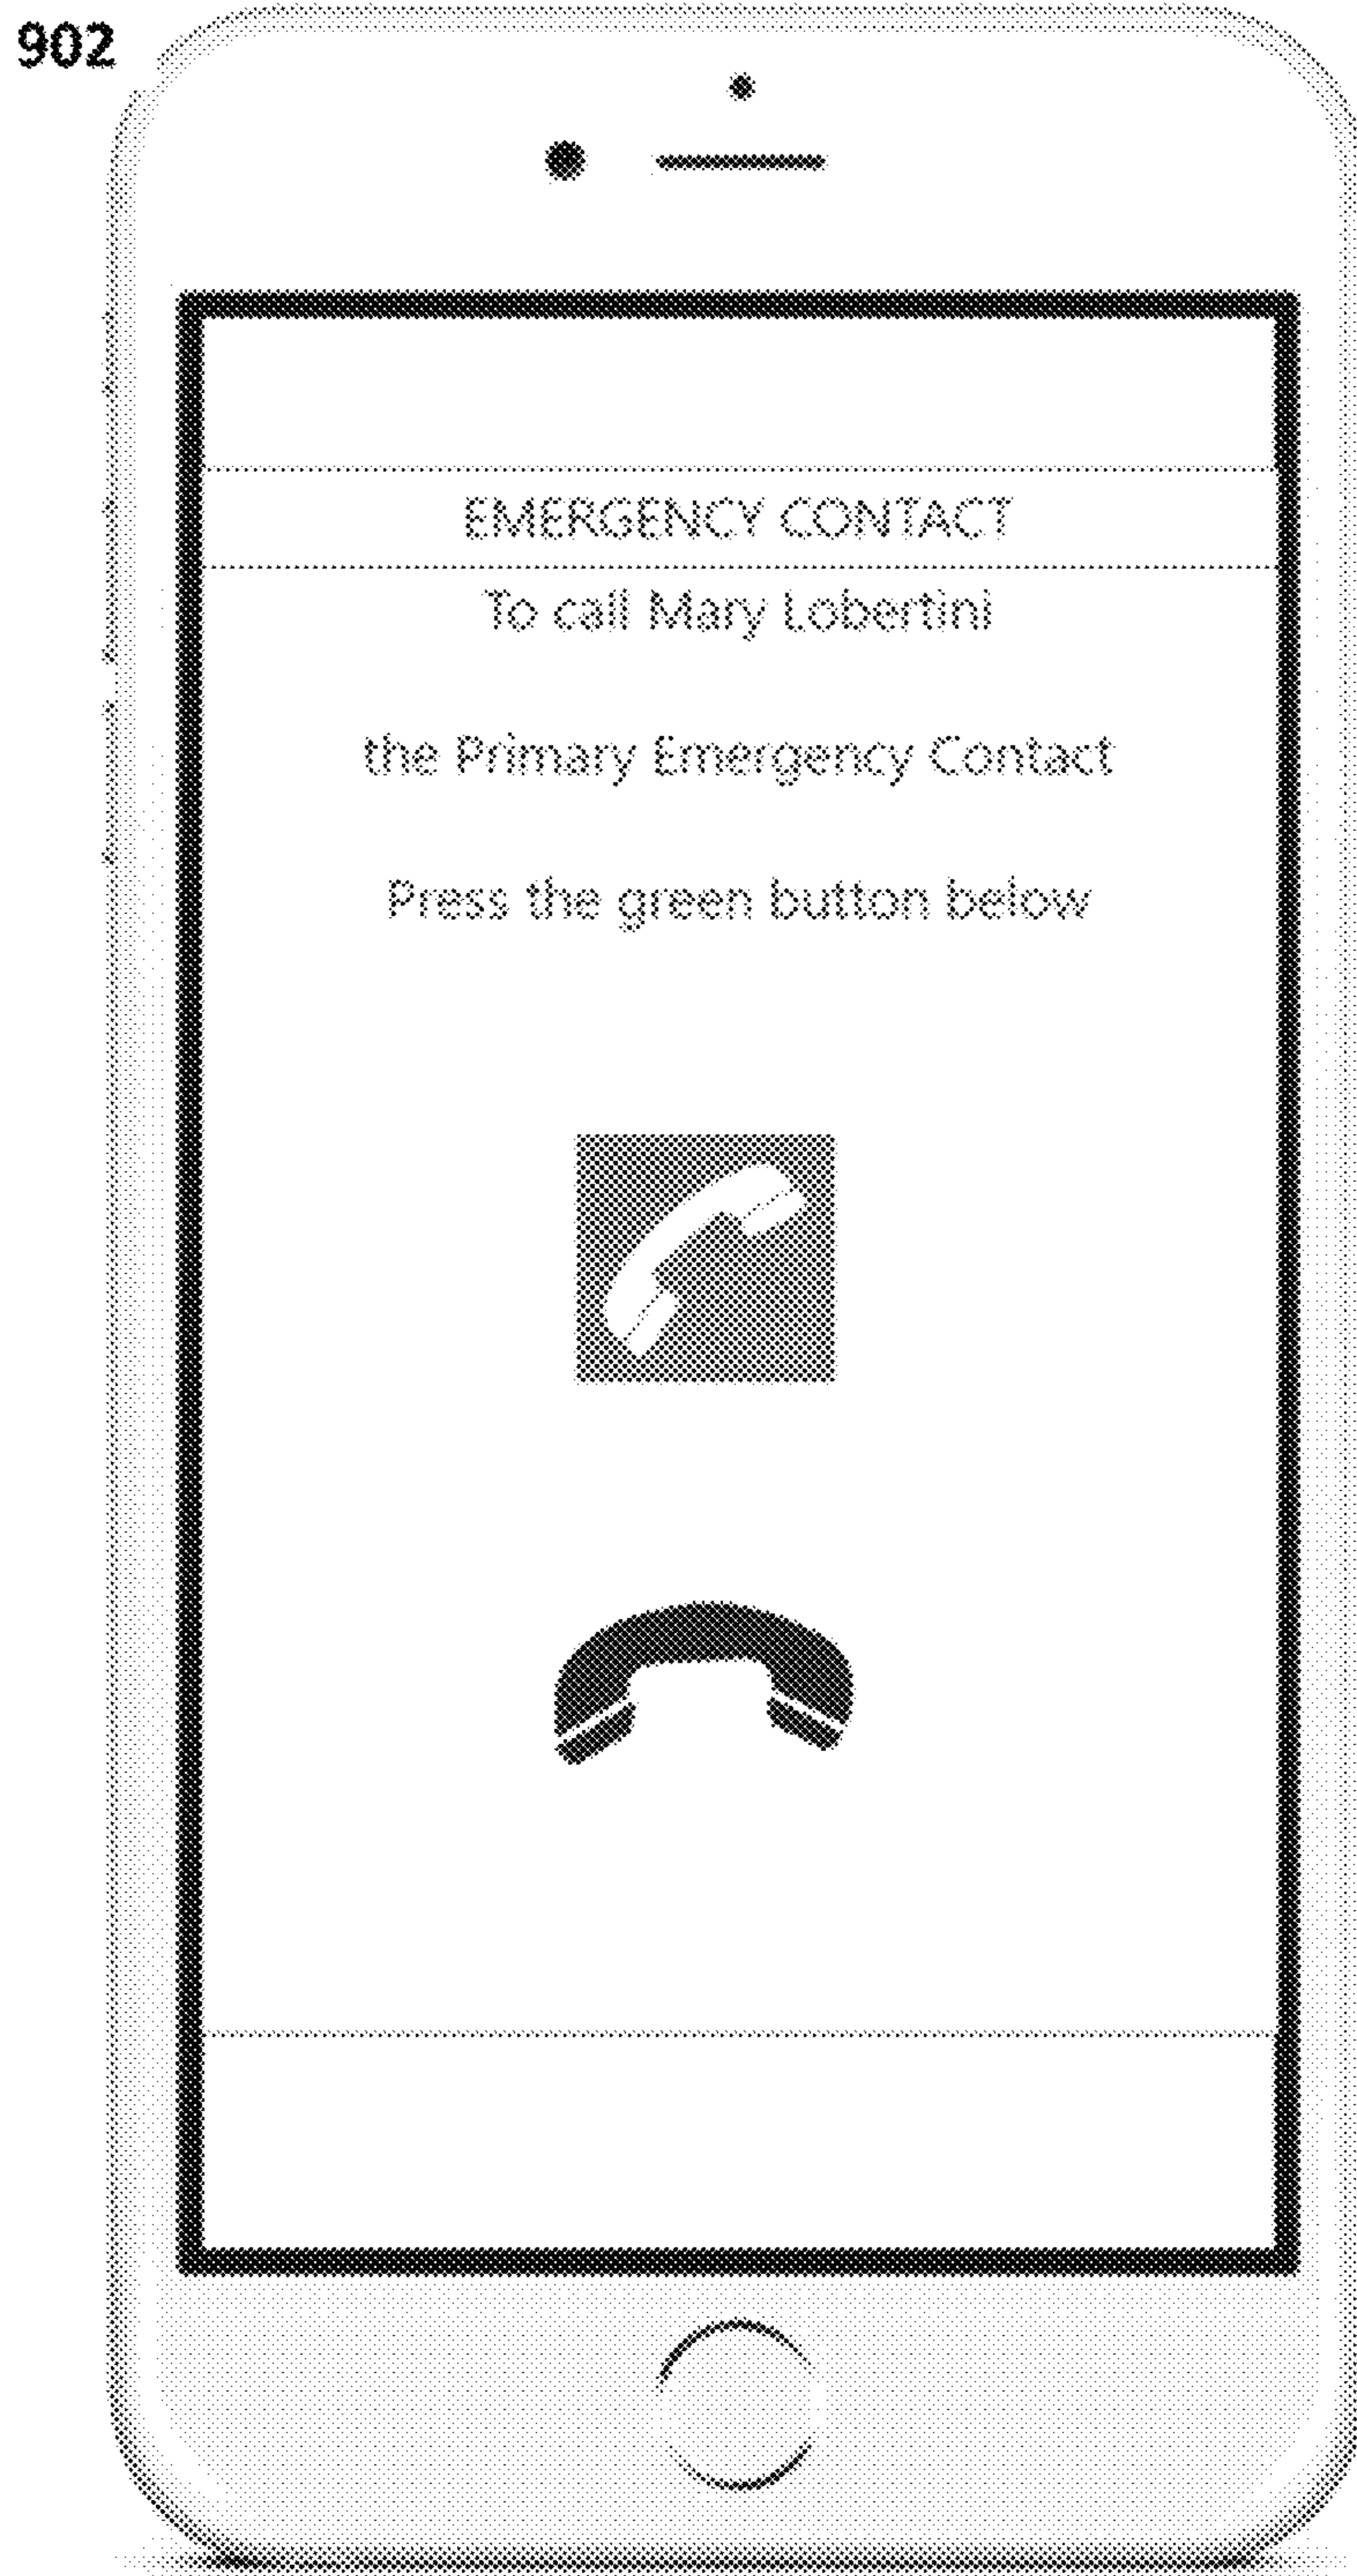 902
EMERGENCY CONTACT
To call Mary Lobertini
the Primary Emergency Contact
Press the green button below